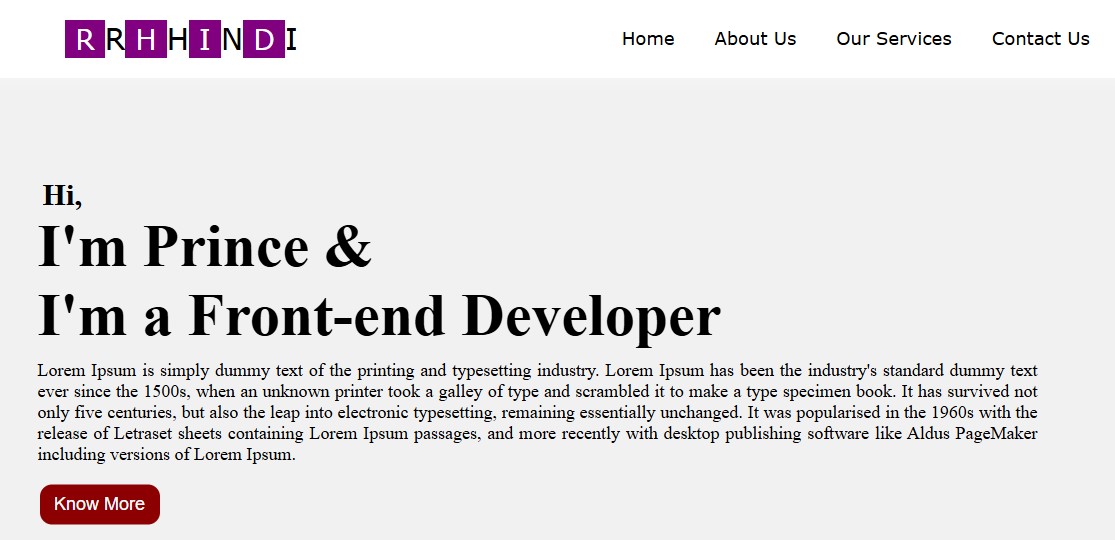 RRHHINDI
Home
About Us
Our Services
Contact Us
Hi,
I'm Prince &
I'm a Front-end Developer
Lorem Ipsum is simply dummy text of the printing and typesetting industry. Lorem Ipsum has been the industry's standard dummy text
ever since the 1500s, when an unknown printer took a galley of type and scrambled it to make a type specimen book. It has survived not
only five centuries, but also the leap into electronic typesetting, remaining essentially unchanged. It was popularised in the 1960s with the
release of Letraset sheets containing Lorem Ipsum passages, and more recently with desktop publishing software like Aldus PageMaker
including versions of Lorem Ipsum.
Know More